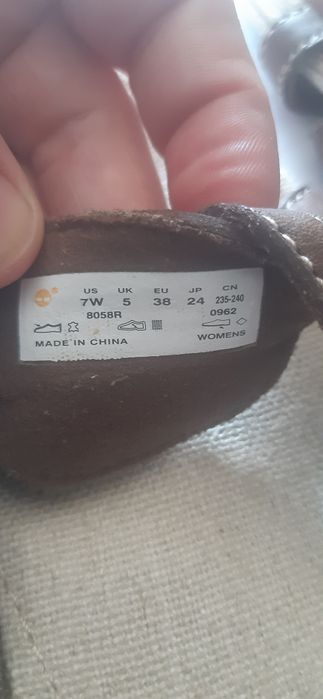 US UK EU JP CN
7W 5 38 24 235-240
8058R 0962
MADE IN CHINA WOMENS